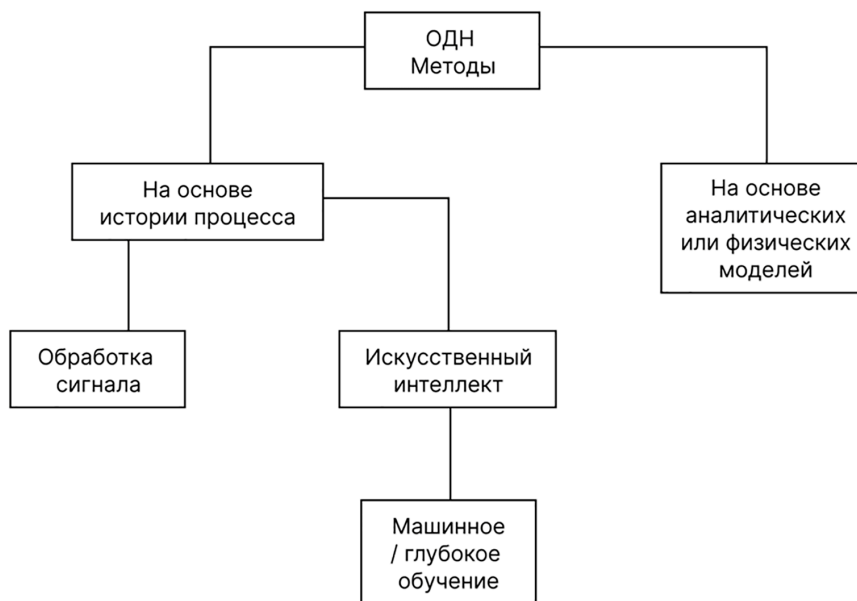 ОДН
Методы
На основе
истории процесса
На основе
аналитических
или физических
моделей
Обработка
сигнала
Искусственный
интеллект
Машинное
/ глубокое
обучение